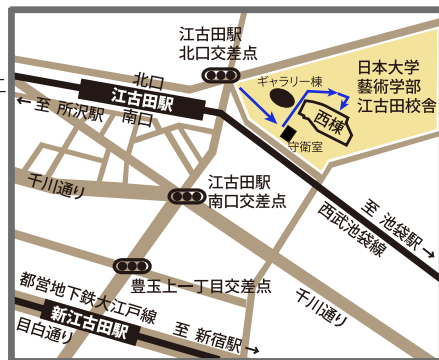 江古田駅
北口交差点
北口
江古田駅
南口
← 至 所沢駅
ギャラリー棟
西棟
守衛室
日本大学
藝術学部
江古田校舎
千川通り
江古田駅
南口交差点
至 池袋駅 →
西武池袋線
豊玉上一丁目交差点
千川通り
都営地下鉄大江戸線
新江古田駅
目白通り
至 新宿駅→